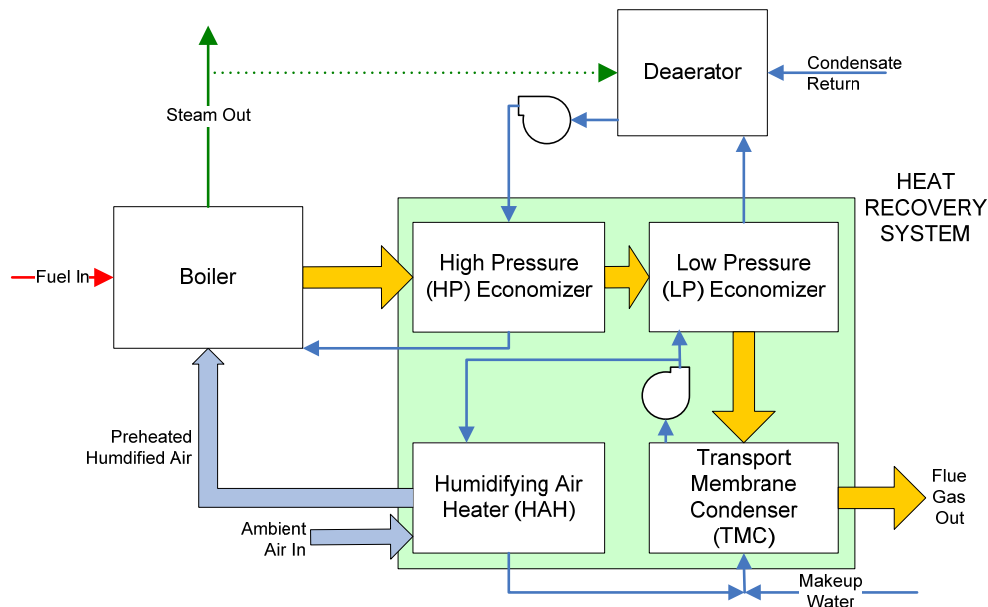 Deaerator
Condensate
Return
Steam Out
HEAT
RECOVERY
SYSTEM
Fuel In
Boiler
High Pressure
(HP) Economizer
Low Pressure
(LP) Economizer
Preheated
Humdified Air
Humidifying Air
Heater (HAH)
Transport
Membrane
Condenser
(TMC)
Flue
Gas
Out
Ambient
Air In
Makeup
Water